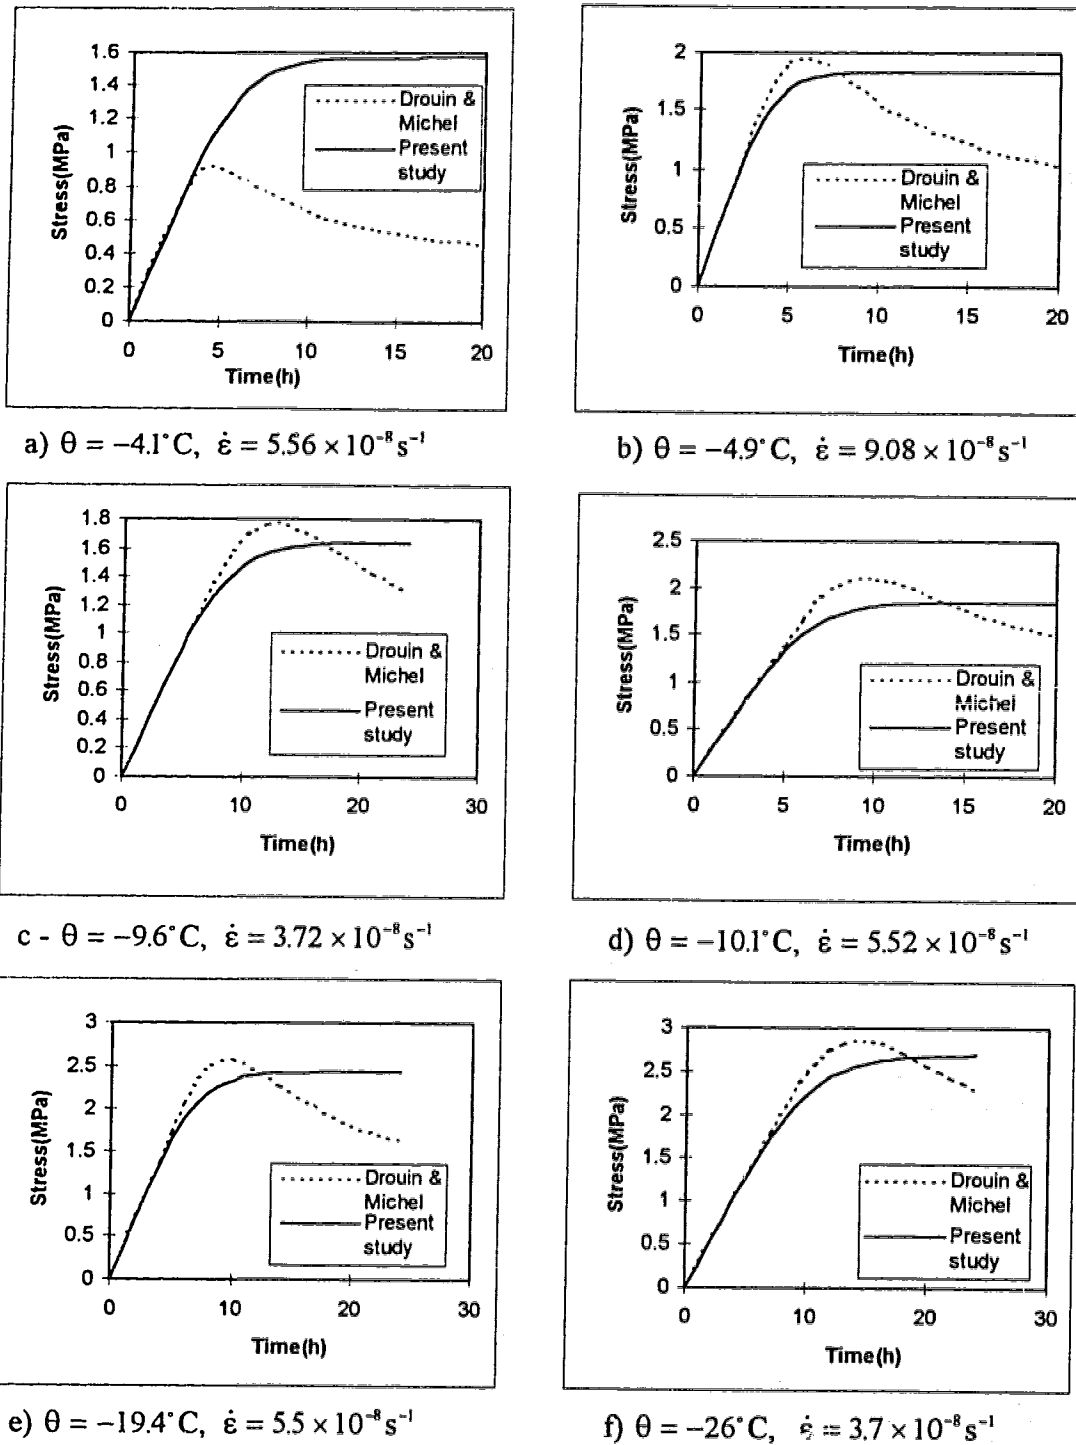 1.6
1.4
1.2
1
0.8
0.6
0.4
0.2
0
Stress(MPa)
Drouin &
Michel
Present
study
0 5 10 15 20
Time(h)
a) θ = −4.1°C, ε̇ = 5.56 × 10⁻⁸ s⁻¹
2
1.5
1
0.5
0
Stress(MPa)
Drouin &
Michel
Present
study
0 5 10 15 20
Time(h)
b) θ = −4.9°C, ε̇ = 9.08 × 10⁻⁸ s⁻¹
1.8
1.6
1.4
1.2
1
0.8
0.6
0.4
0.2
0
Stress(MPa)
Drouin &
Michel
Present
study
0 10 20 30
Time(h)
c - θ = −9.6°C, ε̇ = 3.72 × 10⁻⁸ s⁻¹
2.5
2
1.5
1
0.5
0
Stress(MPa)
Drouin &
Michel
Present
study
0 5 10 15 20
Time(h)
d) θ = −10.1°C, ε̇ = 5.52 × 10⁻⁸ s⁻¹
3
2.5
2
1.5
1
0.5
0
Stress(MPa)
Drouin &
Michel
Present
study
0 10 20 30
Time(h)
e) θ = −19.4°C, ε̇ = 5.5 × 10⁻⁸ s⁻¹
3
2.5
2
1.5
1
0.5
0
Stress(MPa)
Drouin &
Michel
Present
study
0 10 20 30
Time(h)
f) θ = −26°C, ε̇ = 3.7 × 10⁻⁸ s⁻¹